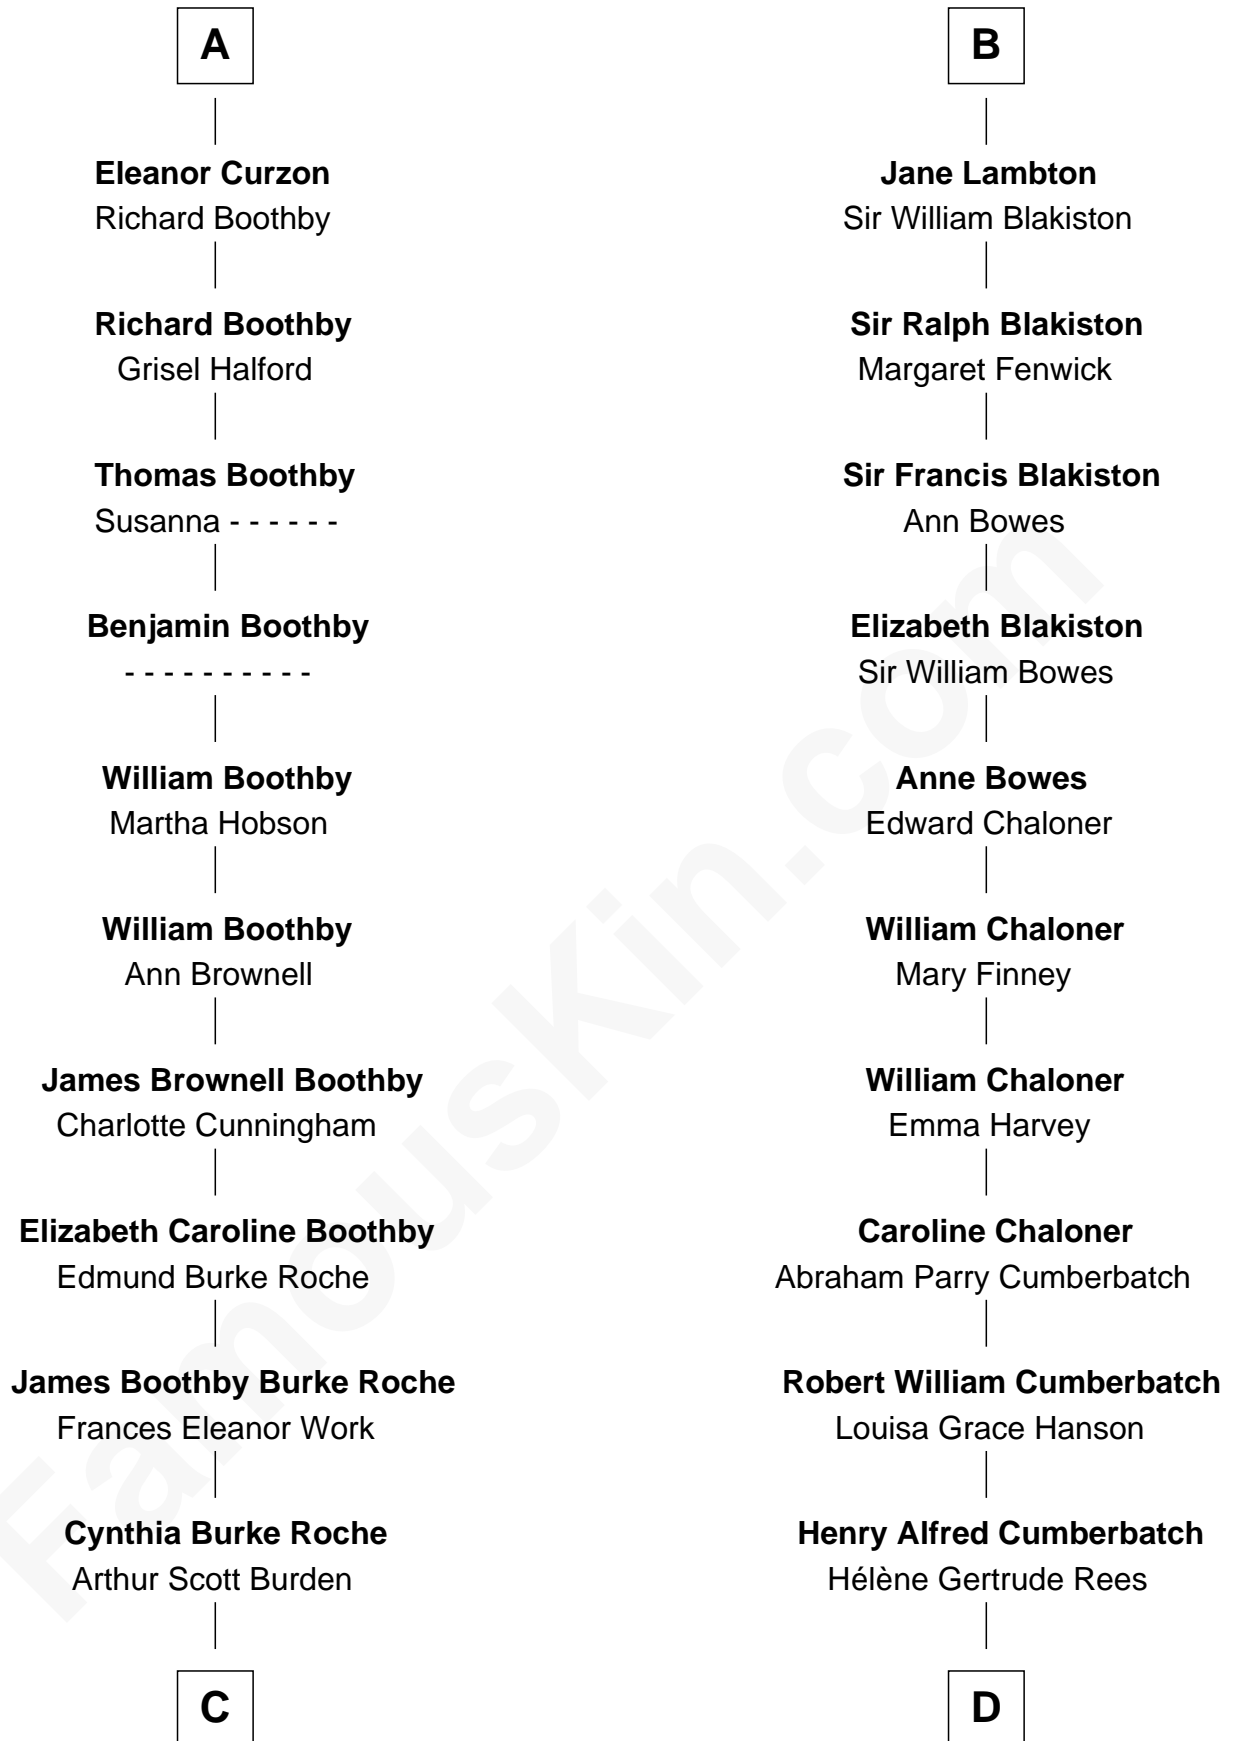 A
Eleanor Curzon
Richard Boothby
Richard Boothby
Grisel Halford
Thomas Boothby
Susanna - - - - - -
Benjamin Boothby
- - - - - - - - - -
William Boothby
Martha Hobson
William Boothby
Ann Brownell
James Brownell Boothby
Charlotte Cunningham
Elizabeth Caroline Boothby
Edmund Burke Roche
James Boothby Burke Roche
Frances Eleanor Work
Cynthia Burke Roche
Arthur Scott Burden
C
B
Jane Lambton
Sir William Blakiston
Sir Ralph Blakiston
Margaret Fenwick
Sir Francis Blakiston
Ann Bowes
Elizabeth Blakiston
Sir William Bowes
Anne Bowes
Edward Chaloner
William Chaloner
Mary Finney
William Chaloner
Emma Harvey
Caroline Chaloner
Abraham Parry Cumberbatch
Robert William Cumberbatch
Louisa Grace Hanson
Henry Alfred Cumberbatch
Hélène Gertrude Rees
D
FamousKin.com